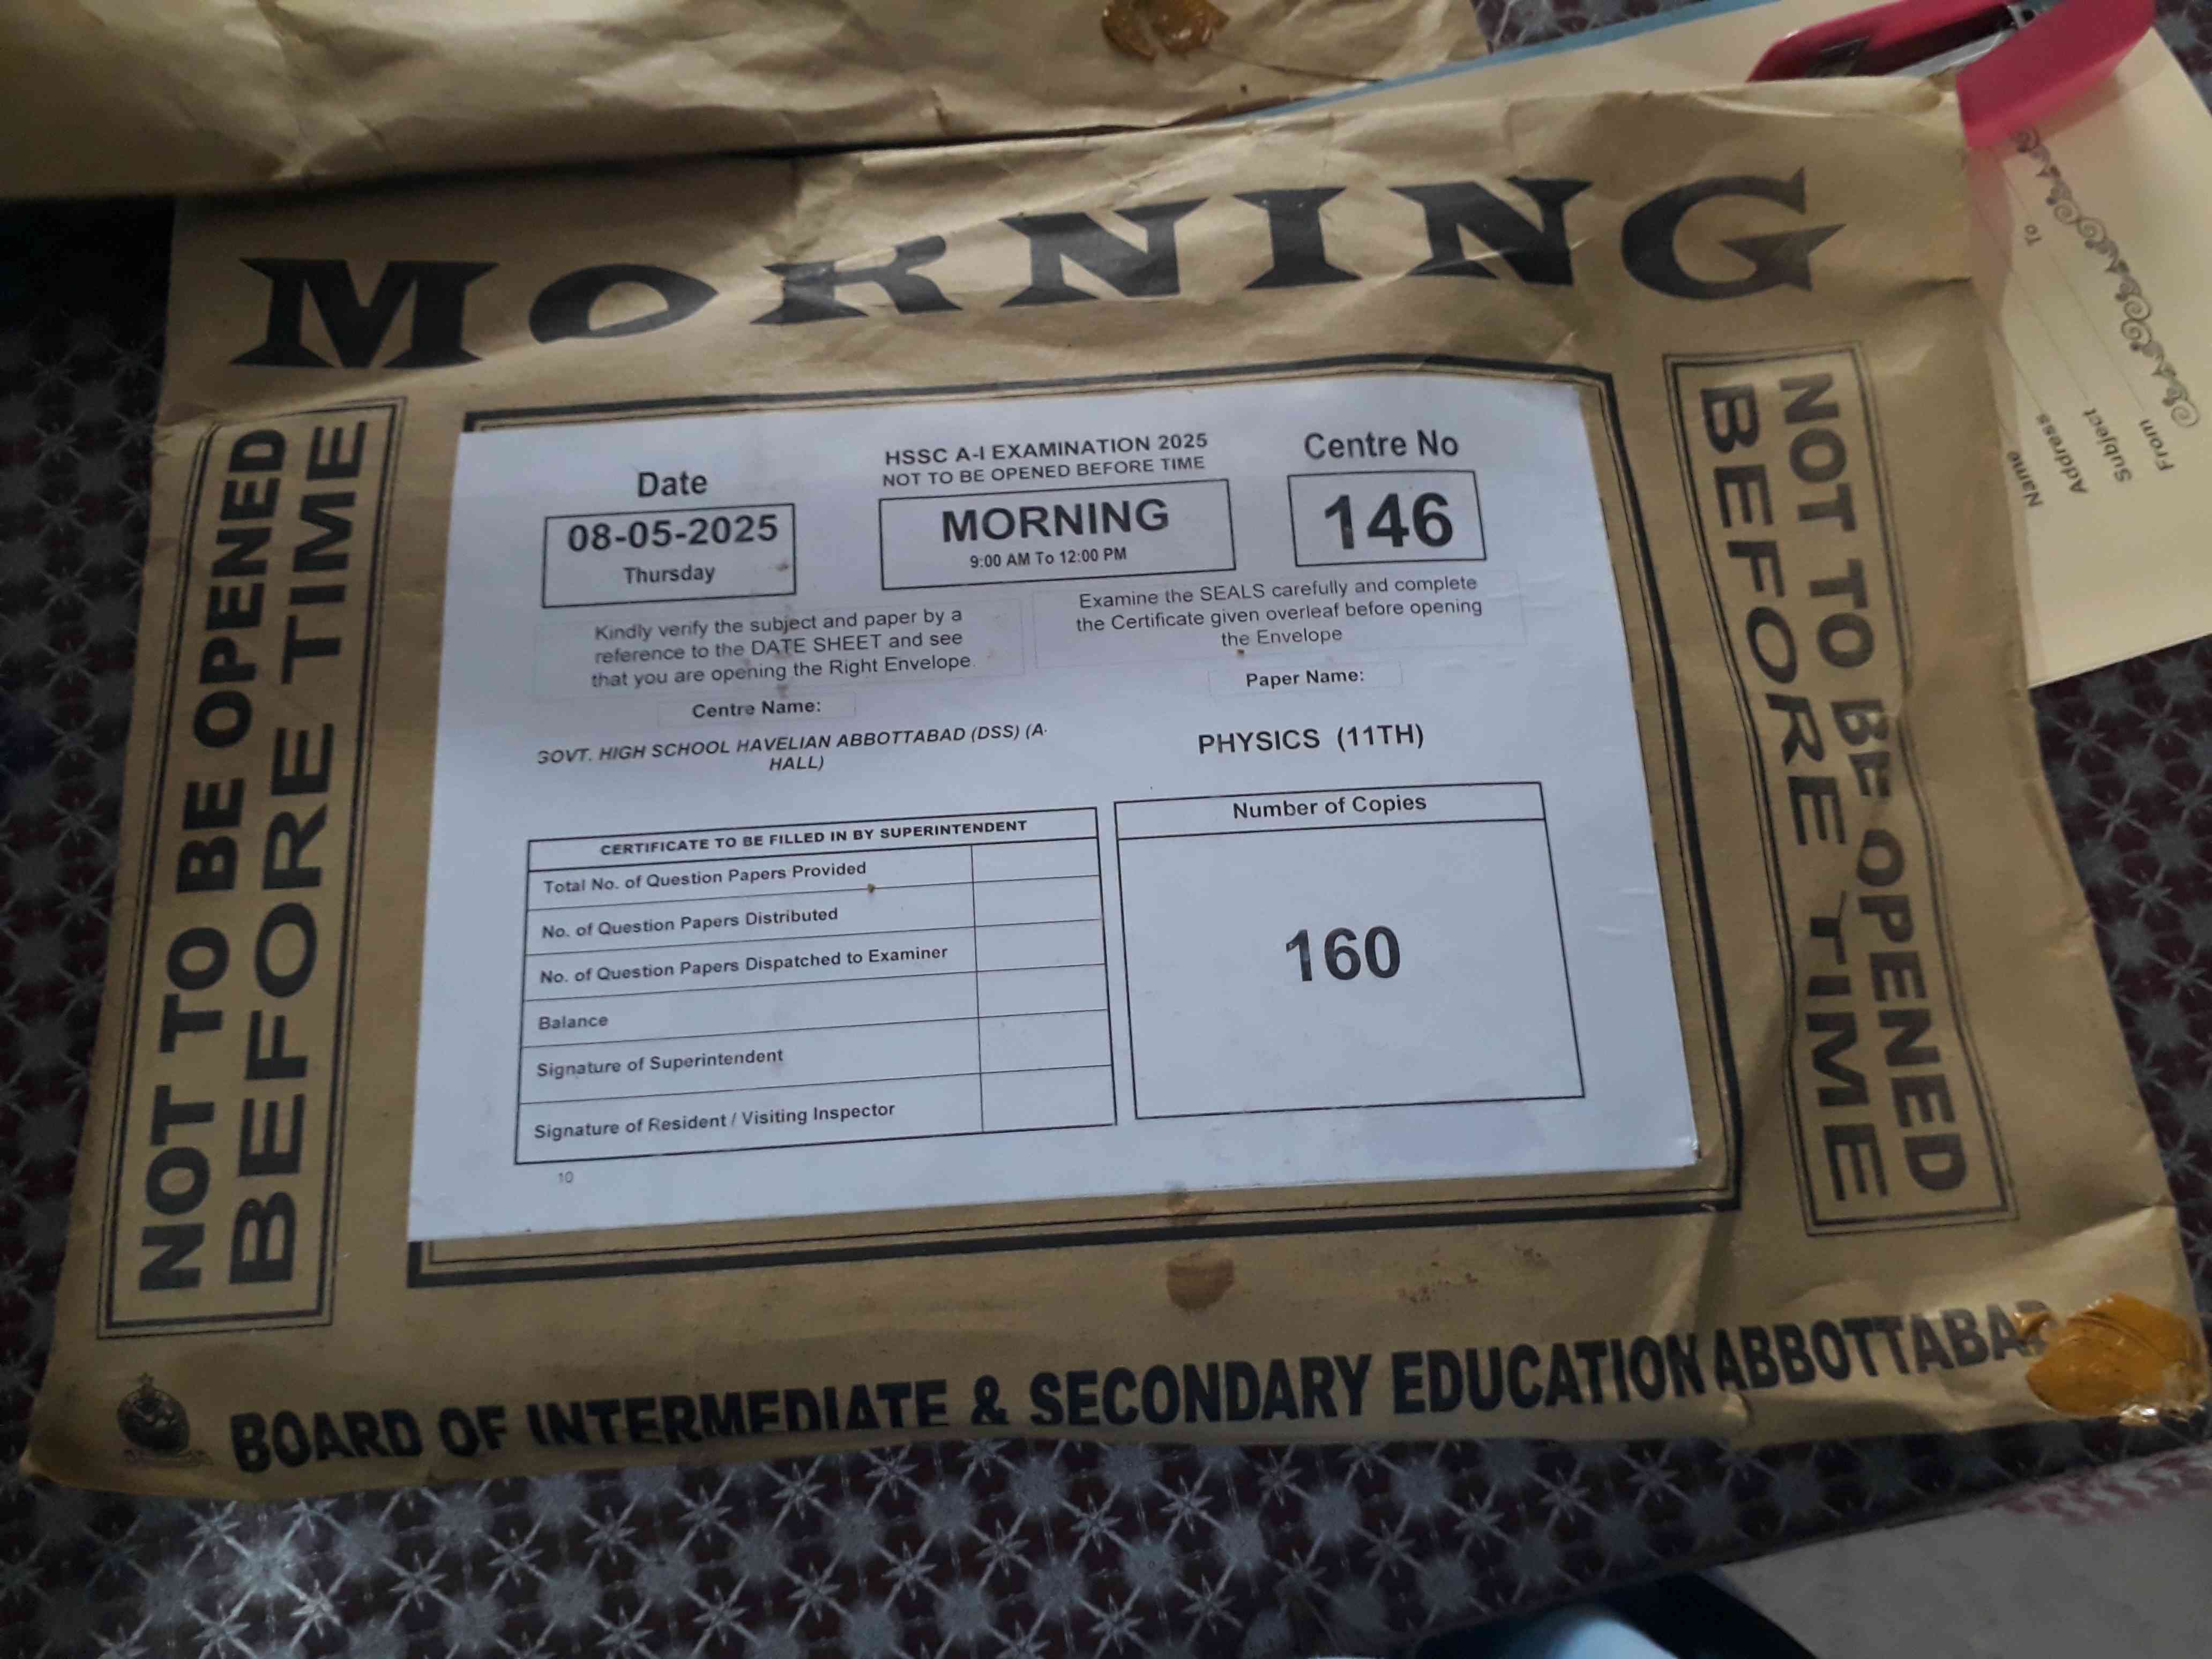 MORNING
NOT TO BE OPENED
BEFORE TIME
Date
08-05-2025
Thursday
HSSC A-I EXAMINATION 2025
NOT TO BE OPENED BEFORE TIME
MORNING
9:00 AM To 12:00 PM
Centre No
146
Kindly verify the subject and paper by a
reference to the DATE SHEET and see
that you are opening the Right Envelope.
Examine the SEALS carefully and complete
the Certificate given overleaf before opening
the Envelope
Centre Name:
GOVT. HIGH SCHOOL HAVELIAN ABBOTTABAD (DSS) (A-
HALL)
Paper Name:
PHYSICS (11TH)
CERTIFICATE TO BE FILLED IN BY SUPERINTENDENT
Total No. of Question Papers Provided
No. of Question Papers Distributed
No. of Question Papers Dispatched to Examiner
Balance
Signature of Superintendent
Signature of Resident / Visiting Inspector
Number of Copies
160
10
NOT TO BE OPENED
BEFORE TIME
BOARD OF INTERMEDIATE & SECONDARY EDUCATION ABBOTTABAD
Name
Address
Subject
From
To